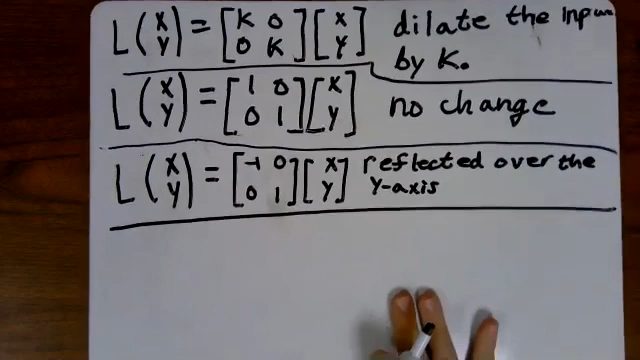 L(x y) = [k 0 0 k][x y] dilate the Input
by k.
L(x y) = [1 0 0 1][x y] no change
L(x y) = [-1 0 0 1][x y] reflected over the
Y-axis